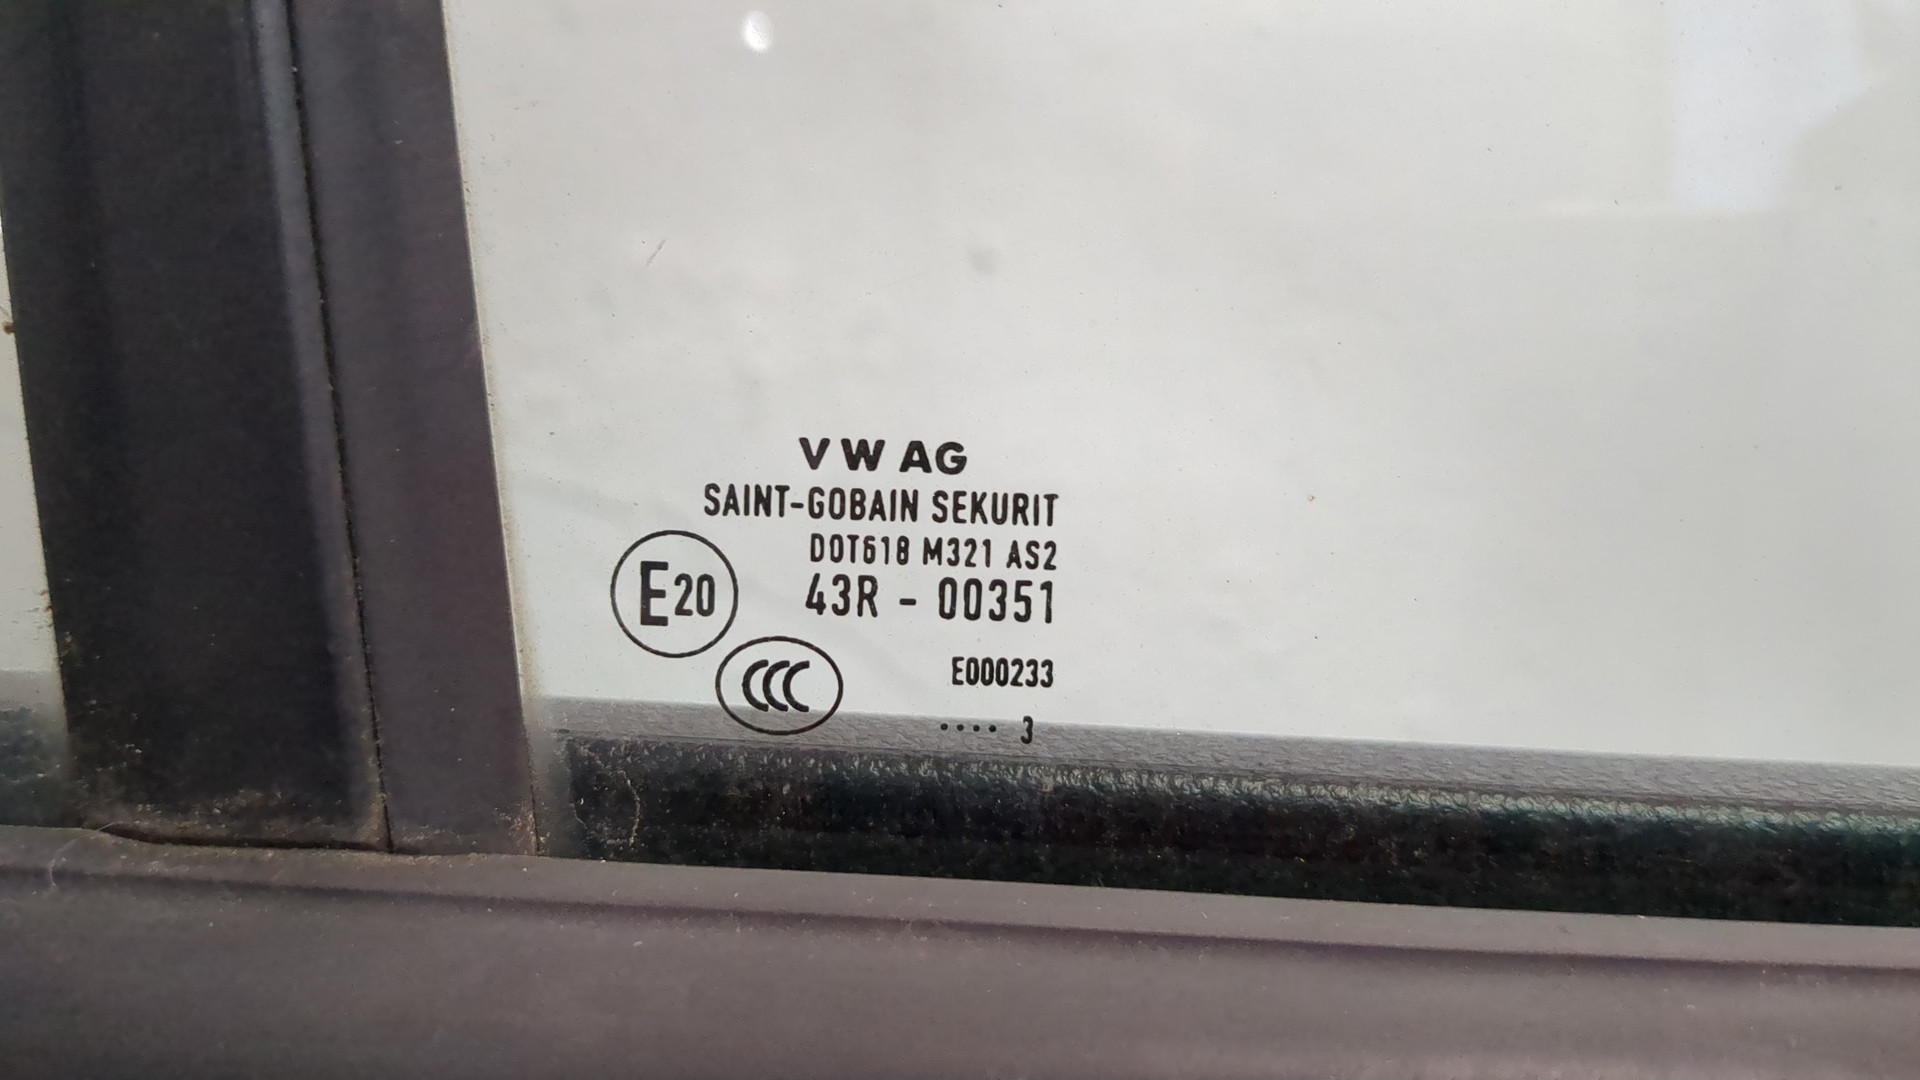 VW AG
SAINT-GOBAIN SEKURIT
DOT618 M321 AS2
E20 43R - 00351
CCC E000233
.... 3